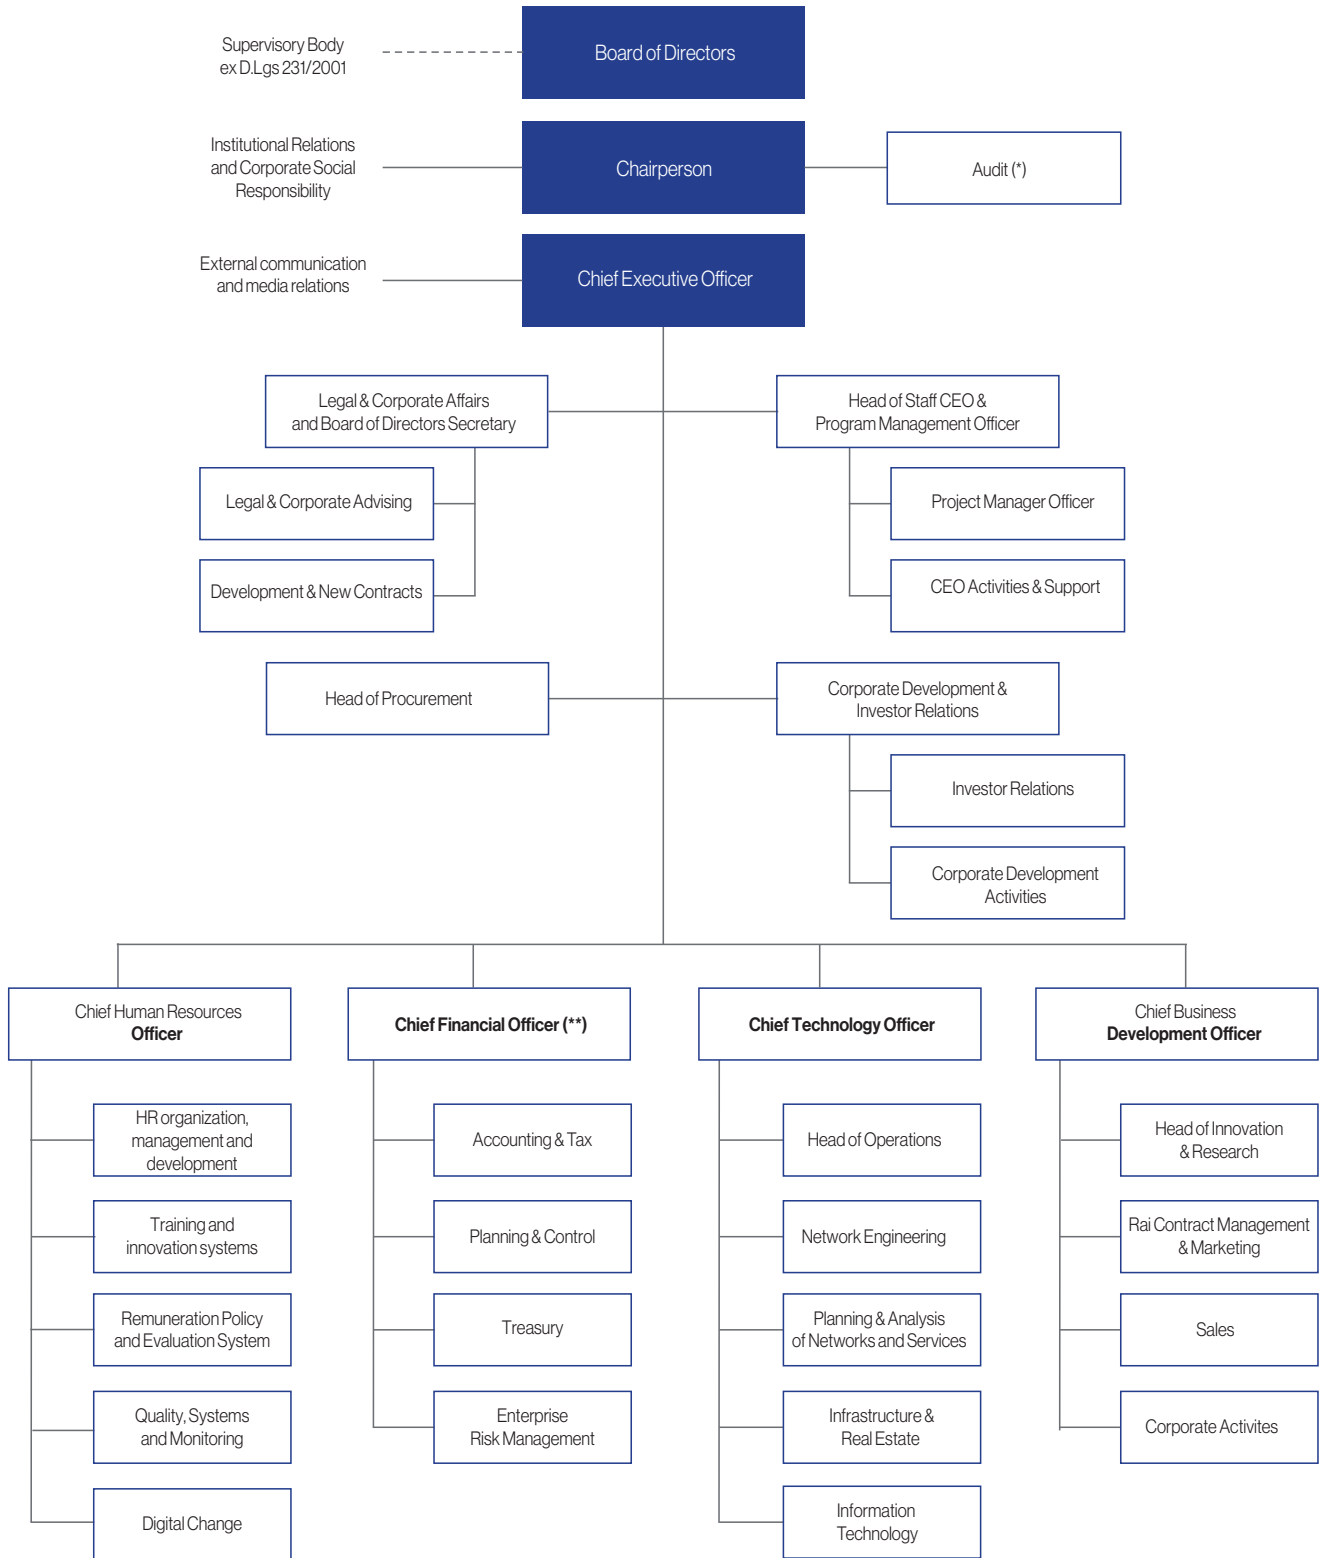 Supervisory Body
ex D.Lgs 231/2001
Board of Directors
Institutional Relations
and Corporate Social
Responsibility
Chairperson
Audit (*)
External communication
and media relations
Chief Executive Officer
Legal & Corporate Affairs
and Board of Directors Secretary
Head of Staff CEO &
Program Management Officer
Legal & Corporate Advising
Project Manager Officer
Development & New Contracts
CEO Activities & Support
Head of Procurement
Corporate Development &
Investor Relations
Investor Relations
Corporate Development
Activities
Chief Human Resources
Officer
Chief Financial Officer (**)
Chief Technology Officer
Chief Business
Development Officer
HR organization,
management and
development
Accounting & Tax
Head of Operations
Head of Innovation
& Research
Training and
innovation systems
Planning & Control
Network Engineering
Rai Contract Management
& Marketing
Remuneration Policy
and Evaluation System
Treasury
Planning & Analysis
of Networks and Services
Sales
Quality, Systems
and Monitoring
Enterprise
Risk Management
Infrastructure &
Real Estate
Corporate Activites
Digital Change
Information
Technology